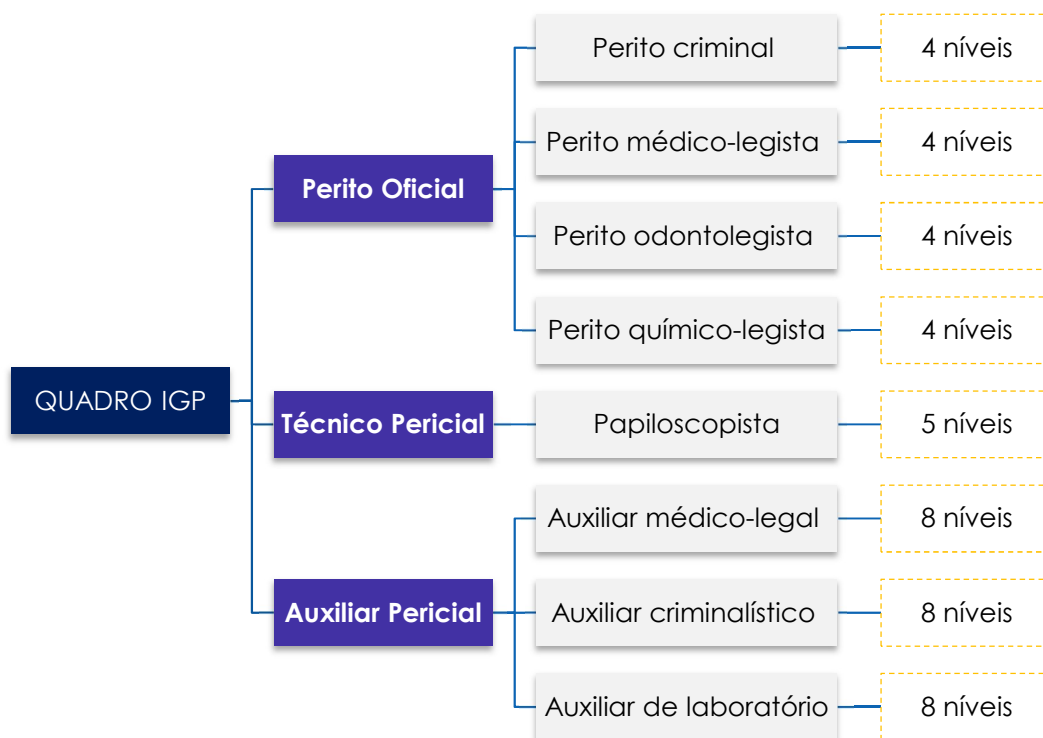 QUADRO IGP
Perito Oficial
Perito criminal
4 níveis
Perito médico-legista
4 níveis
Perito odontolegista
4 níveis
Perito químico-legista
4 níveis
Técnico Pericial
Papiloscopista
5 níveis
Auxiliar Pericial
Auxiliar médico-legal
8 níveis
Auxiliar criminalístico
8 níveis
Auxiliar de laboratório
8 níveis